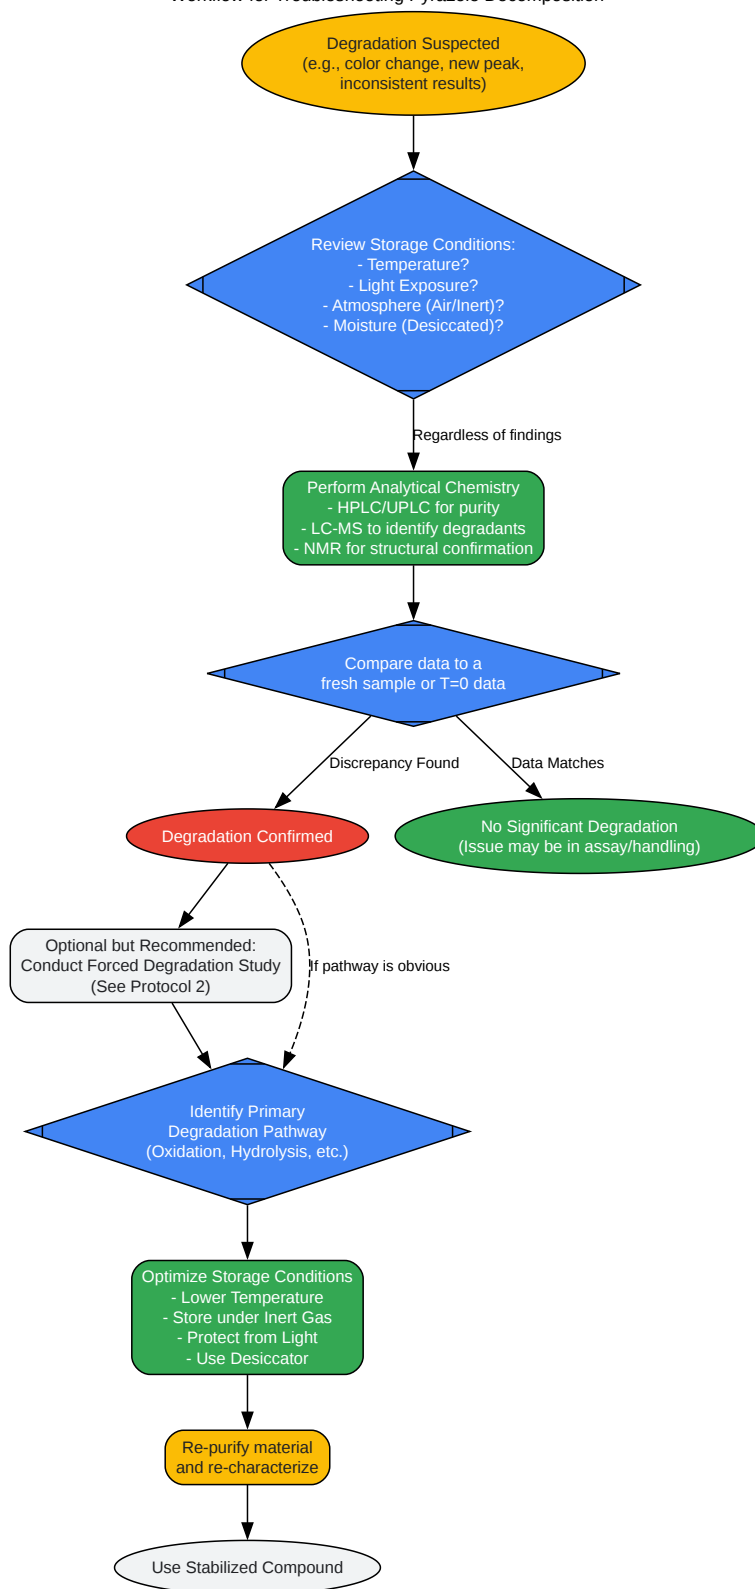 Workflow for Troubleshooting Pyrazole Decomposition
Degradation Suspected
(e.g., color change, new peak,
inconsistent results)
Review Storage Conditions:
- Temperature?
- Light Exposure?
- Atmosphere (Air/Inert)?
- Moisture (Desiccated)?
Regardless of findings
Perform Analytical Chemistry
- HPLC/UPLC for purity
- LC-MS to identify degradants
- NMR for structural confirmation
Compare data to a
fresh sample or T=0 data
Discrepancy Found
Data Matches
Degradation Confirmed
No Significant Degradation
(Issue may be in assay/handling)
Optional but Recommended:
Conduct Forced Degradation Study
(See Protocol 2)
If pathway is obvious
Identify Primary
Degradation Pathway
(Oxidation, Hydrolysis, etc.)
Optimize Storage Conditions
- Lower Temperature
- Store under Inert Gas
- Protect from Light
- Use Desiccator
Re-purify material
and re-characterize
Use Stabilized Compound